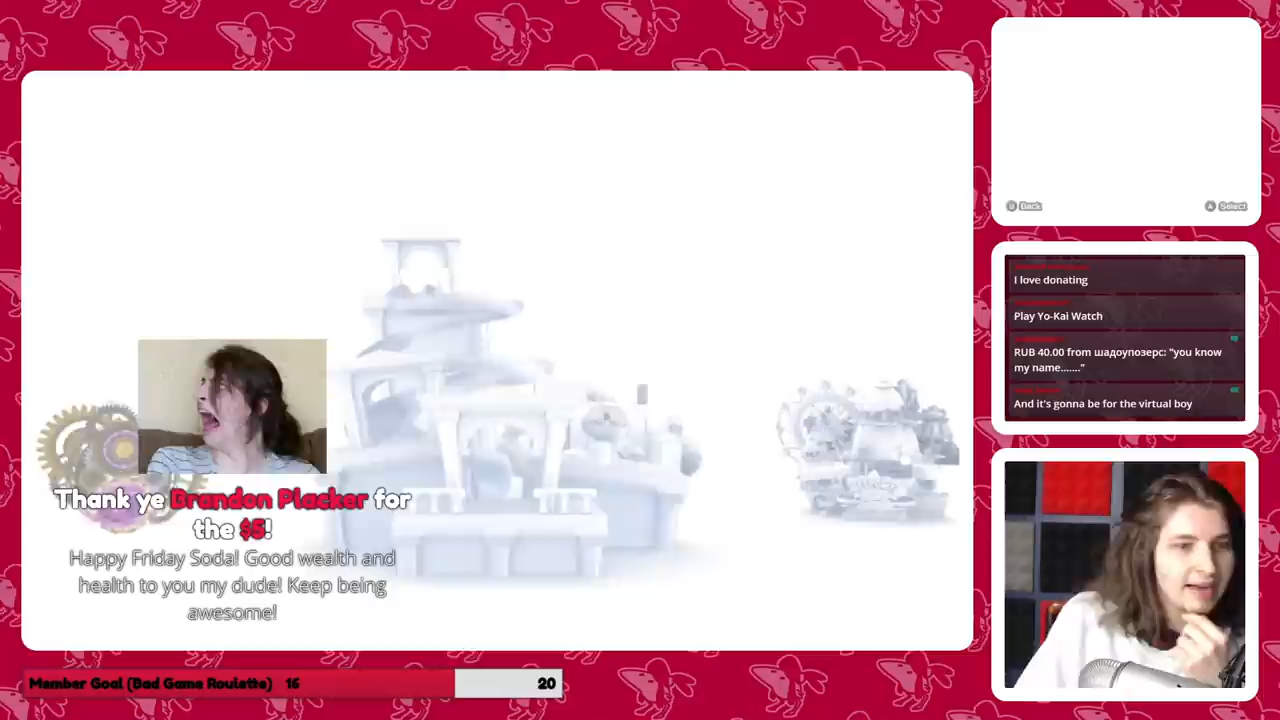 Back
Select
I love donating
Play Yo-Kai Watch
RUB 40.00 from шадоупозерс: "you know
my name......."
And it's gonna be for the virtual boy
Thank ye Brandon Placker for
the $5!
Happy Friday Soda! Good wealth and
health to you my dude! Keep being
awesome!
Member Goal (Bad Game Roulette) 16
20